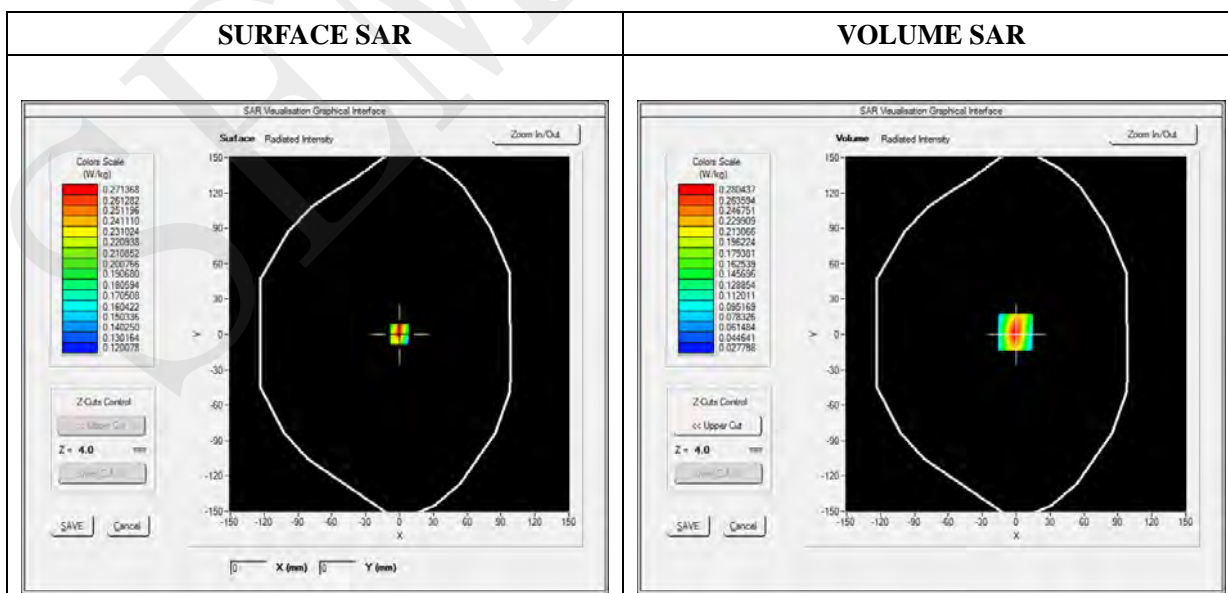 SURFACE SAR
VOLUME SAR
SAR Visualisation Graphical Interface
Surface Radiated Intensity
Zoom In/Out
Colors Scale
(W/kg)
0.271368
0.261282
0.251196
0.241110
0.231024
0.220938
0.210852
0.200766
0.190680
0.180594
0.170508
0.160422
0.150336
0.140250
0.130164
0.120078
150
120
90
60
30
0
-30
-60
-90
-120
-150
Y
-150 -120 -90 -60 -30 0 30 60 90 120 150
X
Z-Cuts Control
<< Upper Cut
Z = 4.0 mm
SAVE Cancel
0 X (mm) 0 Y (mm)
SAR Visualisation Graphical Interface
Volume Radiated Intensity
Zoom In/Out
Colors Scale
(W/kg)
0.280437
0.263594
0.246751
0.229909
0.213066
0.196224
0.179381
0.162539
0.145696
0.128854
0.112011
0.095169
0.078326
0.061484
0.044641
0.027798
150
120
90
60
30
0
-30
-60
-90
-120
-150
Y
-150 -120 -90 -60 -30 0 30 60 90 120 150
X
Z-Cuts Control
<< Upper Cut
Z = 4.0 mm
SAVE Cancel